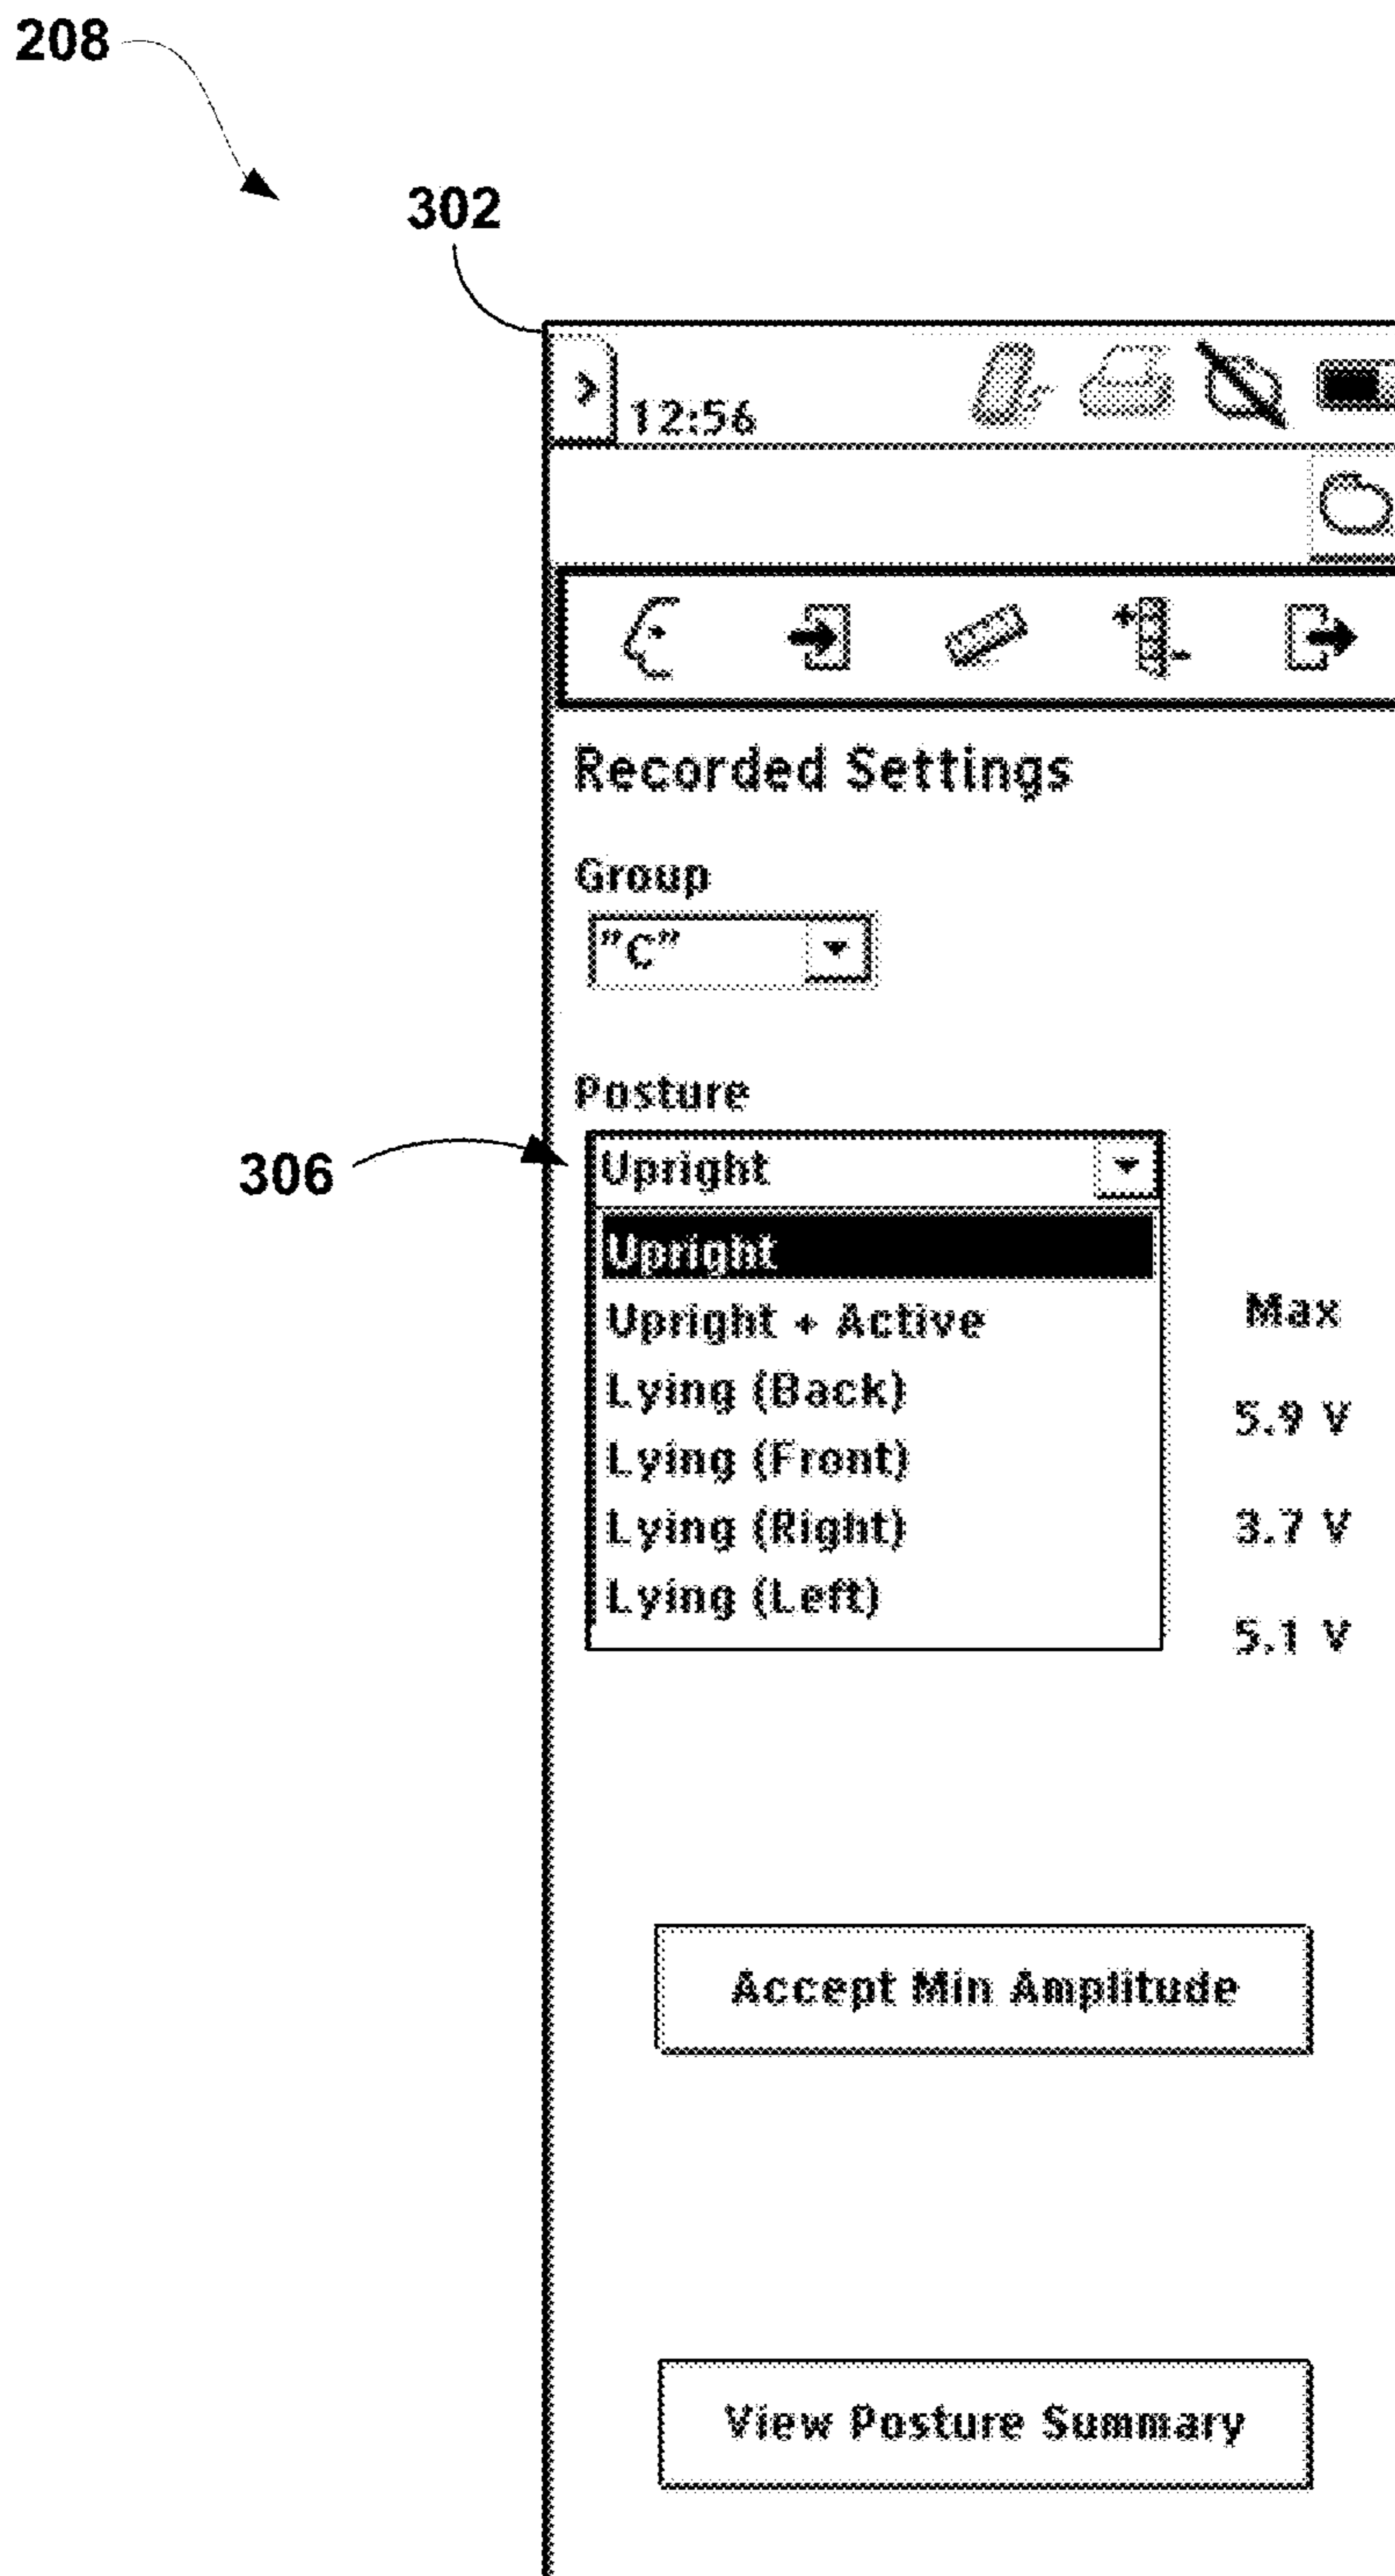 208
302
12:56
Recorded Settings
Group
"C"
Posture
306
Upright
Upright
Upright + Active
Max
Lying (Back)
5.9 V
Lying (Front)
Lying (Right)
3.7 V
Lying (Left)
5.1 V
Accept Min Amplitude
View Posture Summary